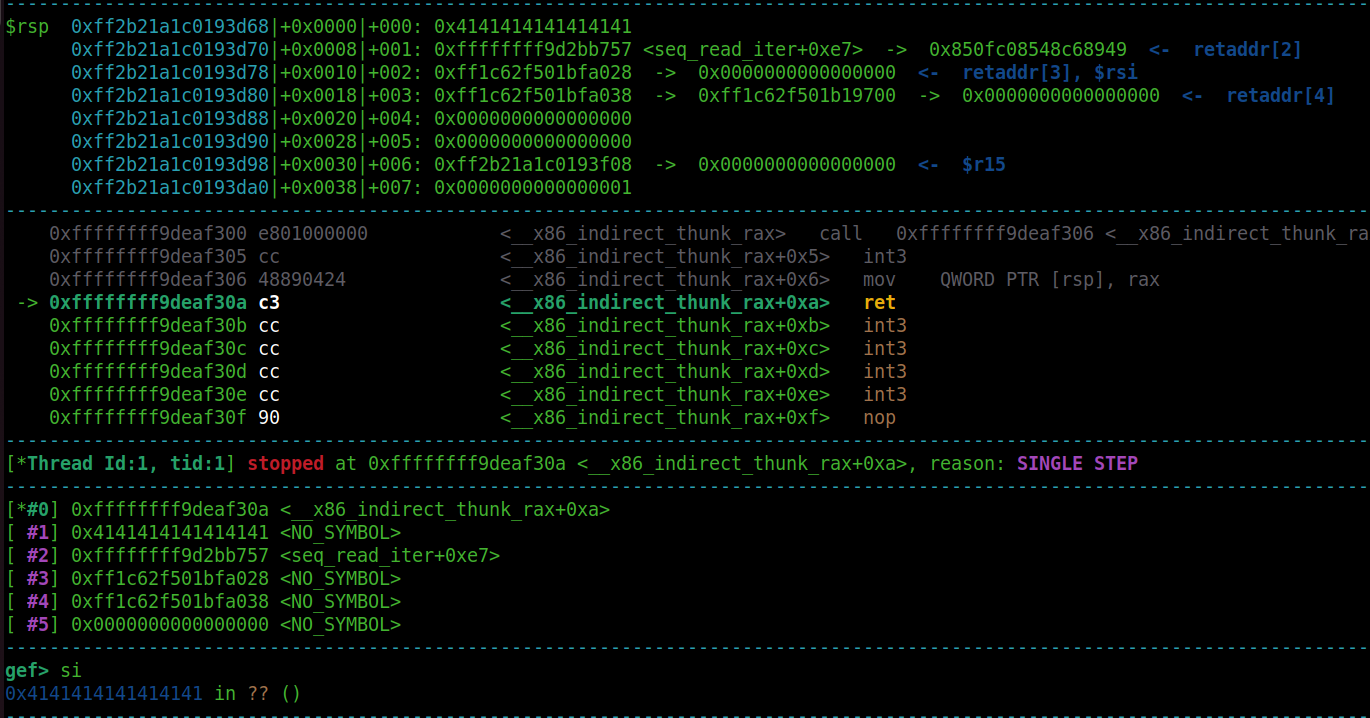 $rsp  0xff2b21a1c0193d68|+0x0000|+000: 0x4141414141414141
      0xff2b21a1c0193d70|+0x0008|+001: 0xffffffff9d2bb757 <seq_read_iter+0xe7>  ->  0x850fc08548c68949  <-  retaddr[2]
      0xff2b21a1c0193d78|+0x0010|+002: 0xff1c62f501bfa028  ->  0x0000000000000000  <-  retaddr[3], $rsi
      0xff2b21a1c0193d80|+0x0018|+003: 0xff1c62f501bfa038  ->  0xff1c62f501b19700  ->  0x0000000000000000  <-  retaddr[4]
      0xff2b21a1c0193d88|+0x0020|+004: 0x0000000000000000
      0xff2b21a1c0193d90|+0x0028|+005: 0x0000000000000000
      0xff2b21a1c0193d98|+0x0030|+006: 0xff2b21a1c0193f08  ->  0x0000000000000000  <-  $r15
      0xff2b21a1c0193da0|+0x0038|+007: 0x0000000000000001
    0xffffffff9deaf300 e801000000            <__x86_indirect_thunk_rax>   call   0xffffffff9deaf306 <__x86_indirect_thunk_ra
    0xffffffff9deaf305 cc                    <__x86_indirect_thunk_rax+0x5>   int3
    0xffffffff9deaf306 48890424              <__x86_indirect_thunk_rax+0x6>   mov    QWORD PTR [rsp], rax
 -> 0xffffffff9deaf30a c3                    <__x86_indirect_thunk_rax+0xa>   ret
    0xffffffff9deaf30b cc                    <__x86_indirect_thunk_rax+0xb>   int3
    0xffffffff9deaf30c cc                    <__x86_indirect_thunk_rax+0xc>   int3
    0xffffffff9deaf30d cc                    <__x86_indirect_thunk_rax+0xd>   int3
    0xffffffff9deaf30e cc                    <__x86_indirect_thunk_rax+0xe>   int3
    0xffffffff9deaf30f 90                    <__x86_indirect_thunk_rax+0xf>   nop
[*Thread Id:1, tid:1] stopped at 0xffffffff9deaf30a <__x86_indirect_thunk_rax+0xa>, reason: SINGLE STEP
[*#0] 0xffffffff9deaf30a <__x86_indirect_thunk_rax+0xa>
[ #1] 0x4141414141414141 <NO_SYMBOL>
[ #2] 0xffffffff9d2bb757 <seq_read_iter+0xe7>
[ #3] 0xff1c62f501bfa028 <NO_SYMBOL>
[ #4] 0xff1c62f501bfa038 <NO_SYMBOL>
[ #5] 0x0000000000000000 <NO_SYMBOL>
gef> si
0x4141414141414141 in ?? ()